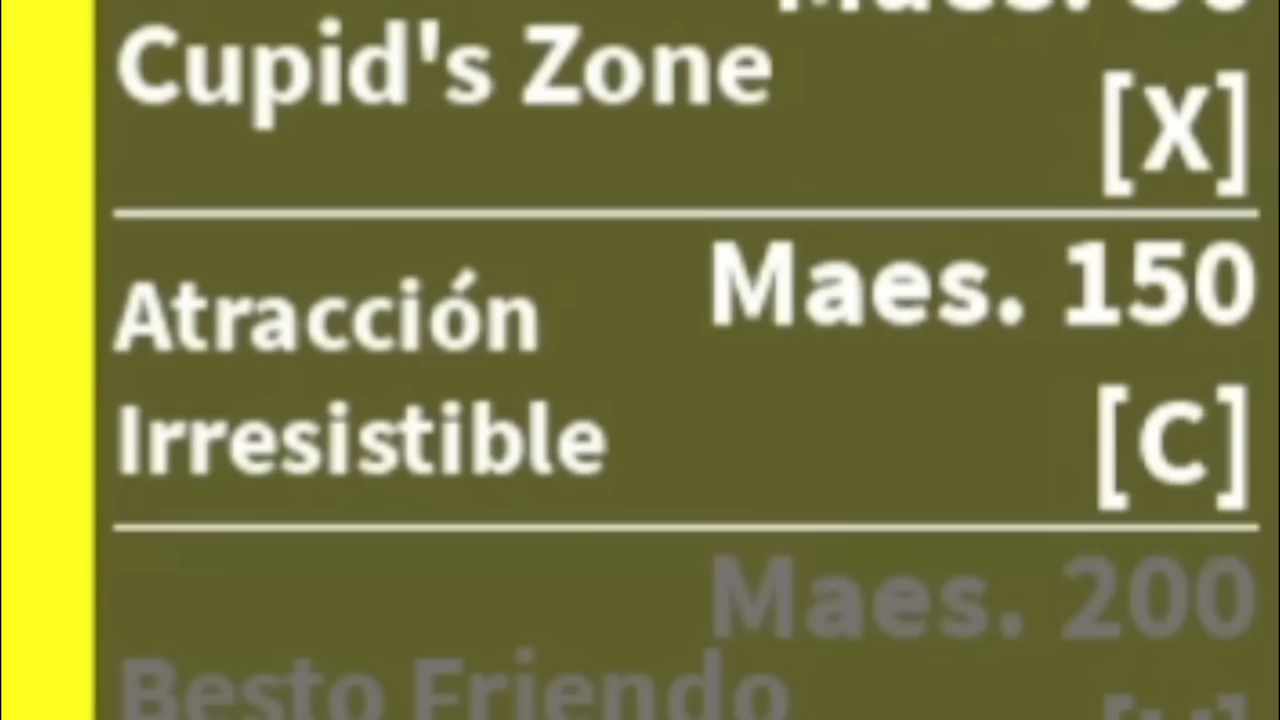 Cupid's Zone
[X]
Atracción Maes. 150
Irresistible [C]
Maes. 200
Besto Friendo